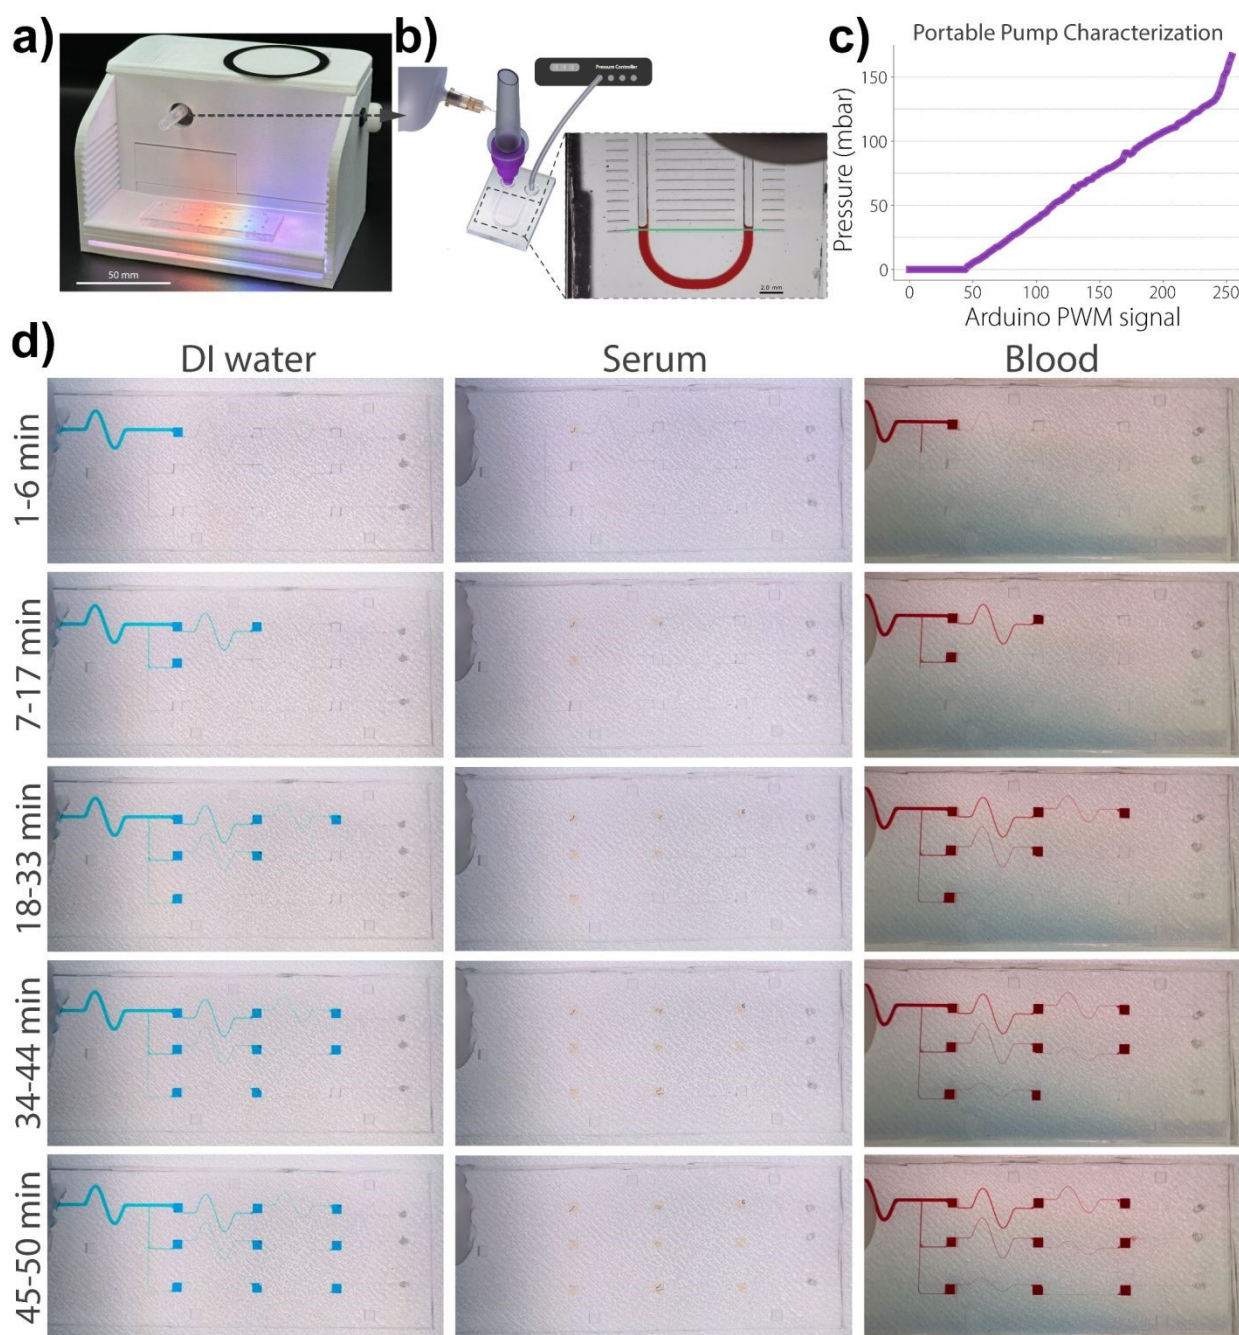 a)
50 mm
b)
Pressure Controller
2.0 mm
c)
Portable Pump Characterization
Pressure (mbar)
150
100
50
0
0
50
100
150
200
250
Arduino PWM signal
d)
DI water
Serum
Blood
1-6 min
7-17 min
18-33 min
34-44 min
45-50 min